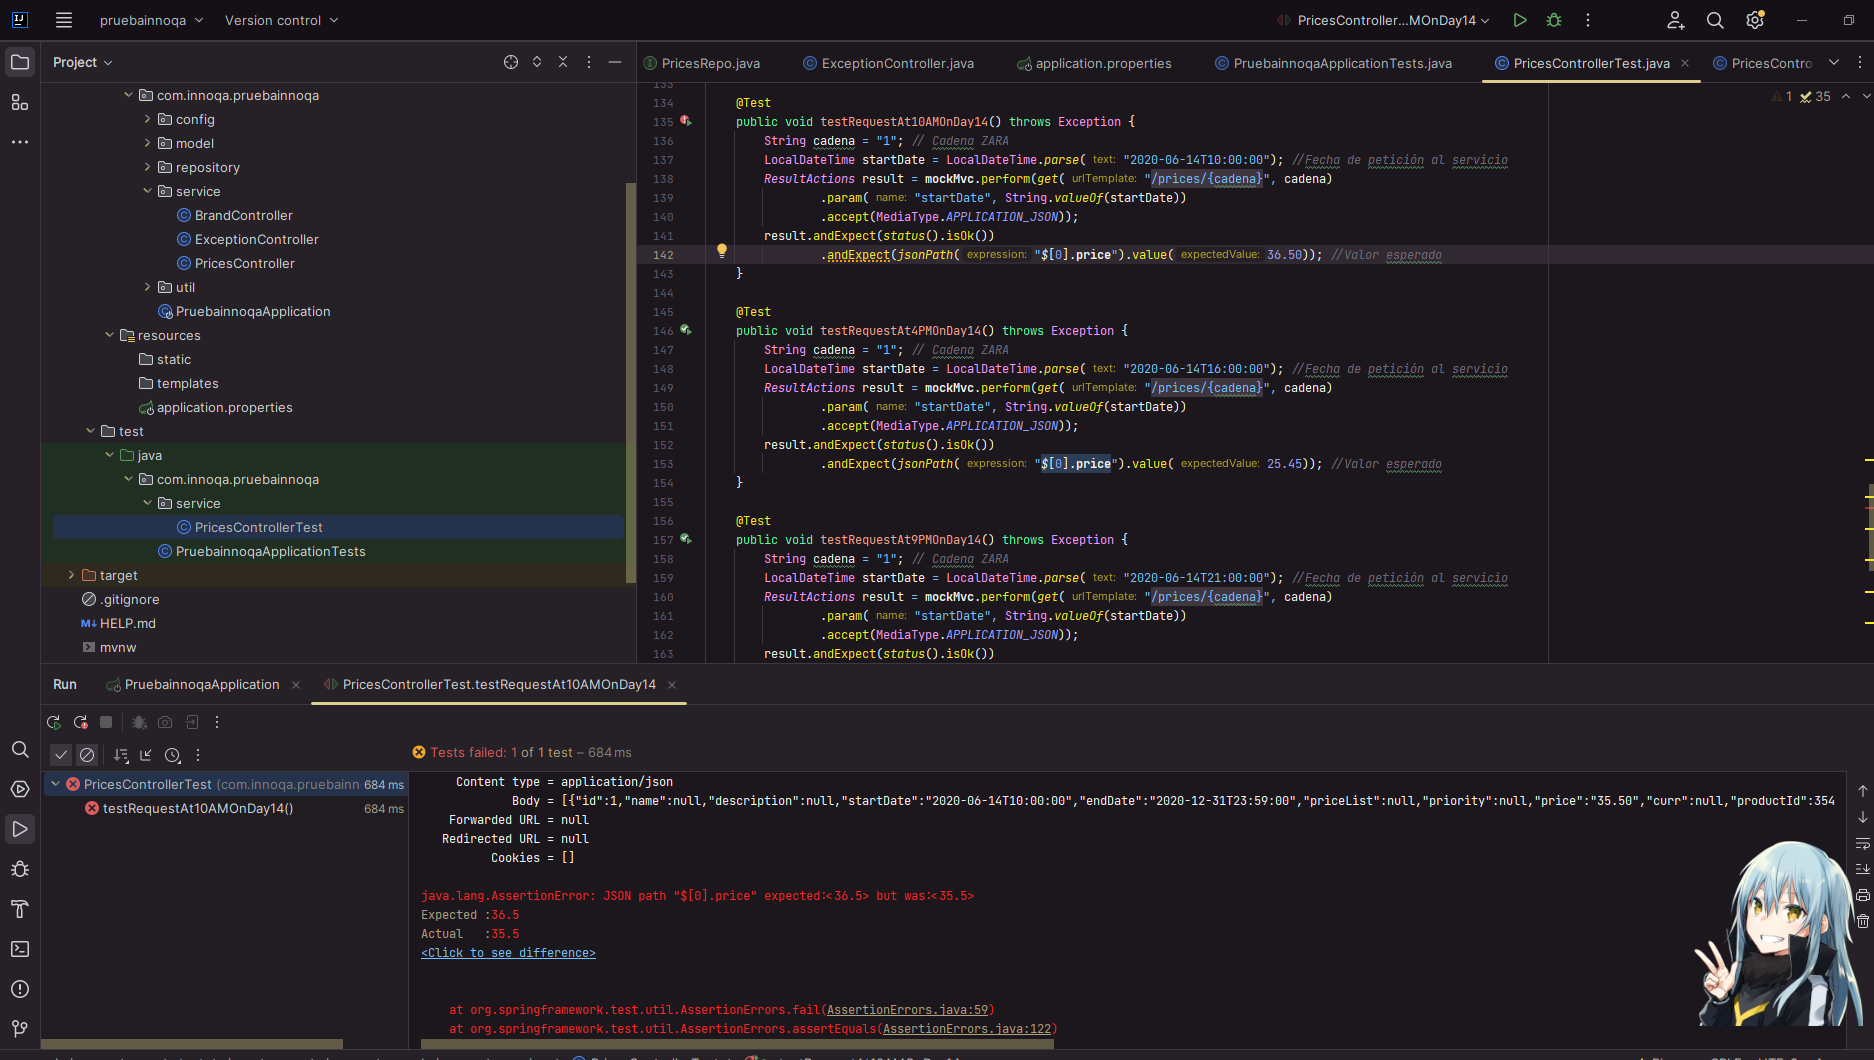 pruebainnoqa
Version control
PricesController...MOnDay14
Project
PricesRepo.java
ExceptionController.java
application.properties
PruebainnoqaApplicationTests.java
PricesControllerTest.java
PricesContro
com.innoqa.pruebainnoqa
config
model
repository
service
BrandController
ExceptionController
PricesController
util
PruebainnoqaApplication
resources
static
templates
application.properties
test
java
com.innoqa.pruebainnoqa
service
PricesControllerTest
PruebainnoqaApplicationTests
target
.gitignore
M↓ HELP.md
mvnw
1 35
133
134 @Test
135 public void testRequestAt10AMOnDay14() throws Exception {
136 String cadena = "1"; // Cadena ZARA
137 LocalDateTime startDate = LocalDateTime.parse( text: "2020-06-14T10:00:00"); //Fecha de petición al servicio
138 ResultActions result = mockMvc.perform(get( urlTemplate: "/prices/{cadena}", cadena)
139 .param( name: "startDate", String.valueOf(startDate))
140 .accept(MediaType.APPLICATION_JSON));
141 result.andExpect(status().isOk())
142 .andExpect(jsonPath( expression: "$[0].price").value( expectedValue: 36.50)); //Valor esperado
143 }
144
145 @Test
146 public void testRequestAt4PMOnDay14() throws Exception {
147 String cadena = "1"; // Cadena ZARA
148 LocalDateTime startDate = LocalDateTime.parse( text: "2020-06-14T16:00:00"); //Fecha de petición al servicio
149 ResultActions result = mockMvc.perform(get( urlTemplate: "/prices/{cadena}", cadena)
150 .param( name: "startDate", String.valueOf(startDate))
151 .accept(MediaType.APPLICATION_JSON));
152 result.andExpect(status().isOk())
153 .andExpect(jsonPath( expression: "$[0].price").value( expectedValue: 25.45)); //Valor esperado
154 }
155
156 @Test
157 public void testRequestAt9PMOnDay14() throws Exception {
158 String cadena = "1"; // Cadena ZARA
159 LocalDateTime startDate = LocalDateTime.parse( text: "2020-06-14T21:00:00"); //Fecha de petición al servicio
160 ResultActions result = mockMvc.perform(get( urlTemplate: "/prices/{cadena}", cadena)
161 .param( name: "startDate", String.valueOf(startDate))
162 .accept(MediaType.APPLICATION_JSON));
163 result.andExpect(status().isOk())
Run
PruebainnoqaApplication
PricesControllerTest.testRequestAt10AMOnDay14
Tests failed: 1 of 1 test – 684 ms
PricesControllerTest (com.innoqa.pruebainn 684 ms
testRequestAt10AMOnDay14() 684 ms
Content type = application/json
Body = [{"id":1,"name":null,"description":null,"startDate":"2020-06-14T10:00:00","endDate":"2020-12-31T23:59:00","priceList":null,"priority":null,"price":"35.50","curr":null,"productId":354
Forwarded URL = null
Redirected URL = null
Cookies = []
java.lang.AssertionError: JSON path "$[0].price" expected:<36.5> but was:<35.5>
Expected :36.5
Actual :35.5
<Click to see difference>
at org.springframework.test.util.AssertionErrors.fail(AssertionErrors.java:59)
at org.springframework.test.util.AssertionErrors.assertEquals(AssertionErrors.java:122)